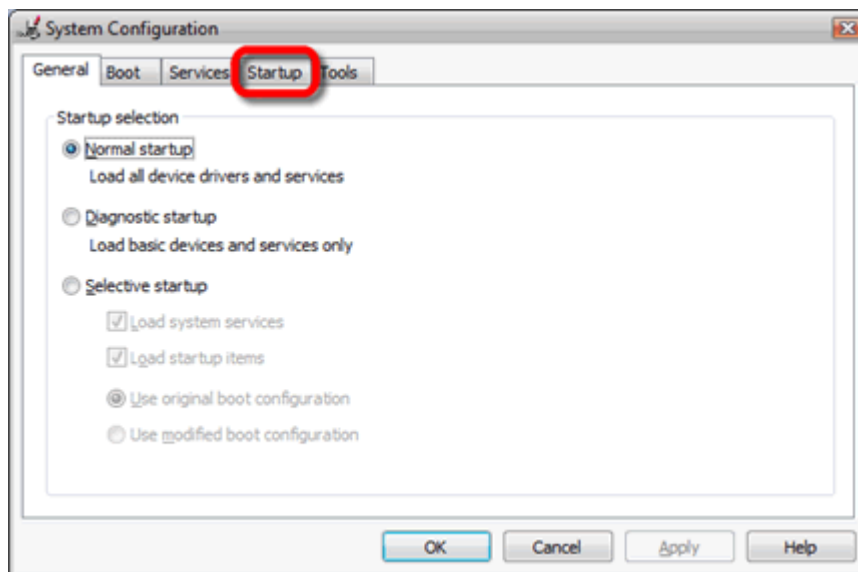 System Configuration
General Boot Services Startup Tools
Startup selection
Normal startup
Load all device drivers and services
Diagnostic startup
Load basic devices and services only
Selective startup
Load system services
Load startup items
Use original boot configuration
Use modified boot configuration
OK Cancel Apply Help